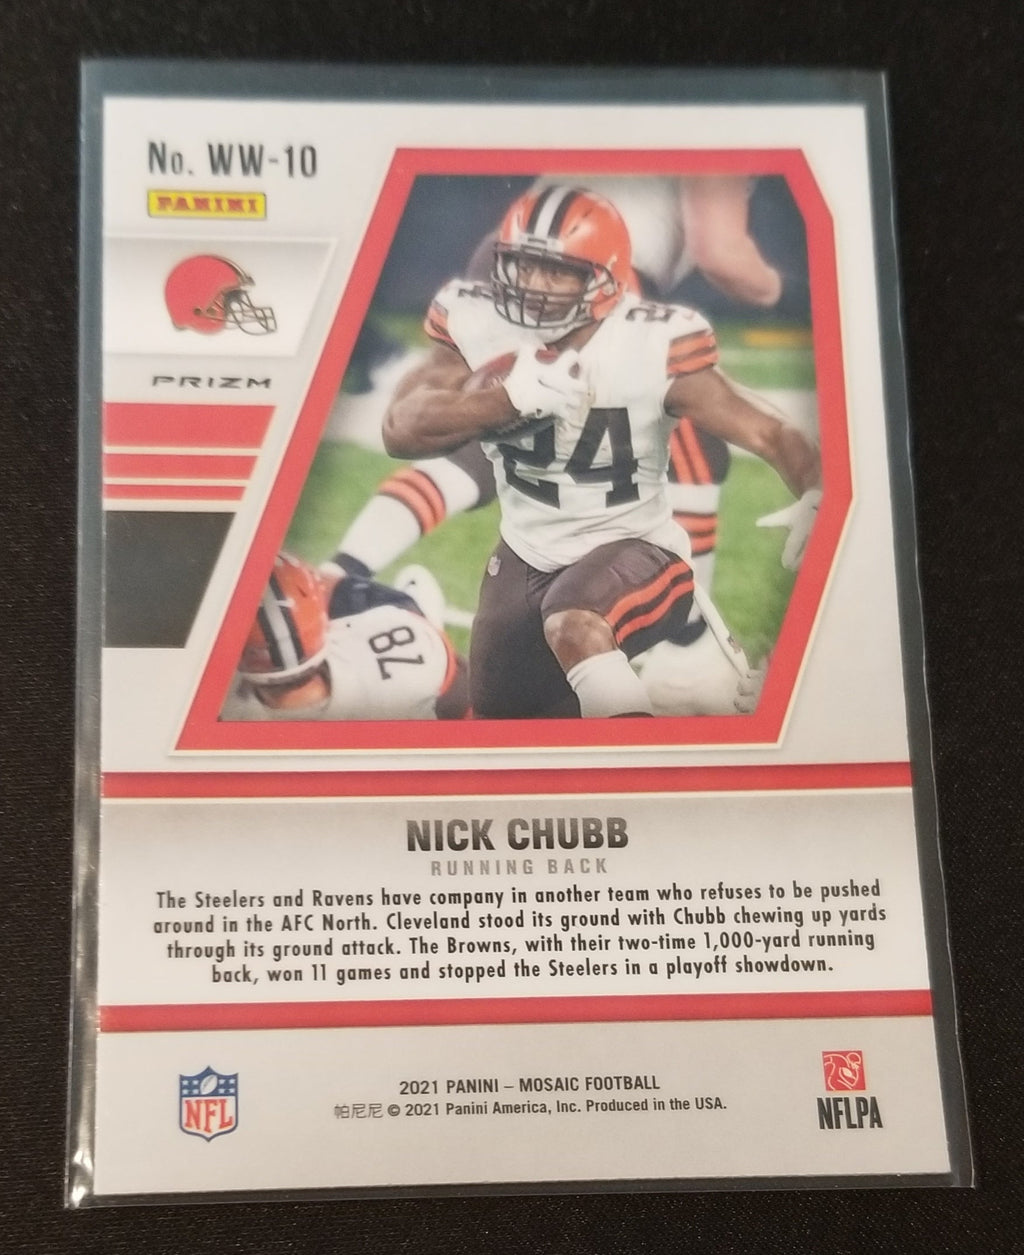 No. WW-10
PANINI
PRIZM
24
24
78
NICK CHUBB
RUNNING BACK
The Steelers and Ravens have company in another team who refuses to be pushed
around in the AFC North. Cleveland stood its ground with Chubb chewing up yards
through its ground attack. The Browns, with their two-time 1,000-yard running
back, won 11 games and stopped the Steelers in a playoff showdown.
NFL
2021 PANINI – MOSAIC FOOTBALL
帕尼尼 © 2021 Panini America, Inc. Produced in the USA.
NFLPA